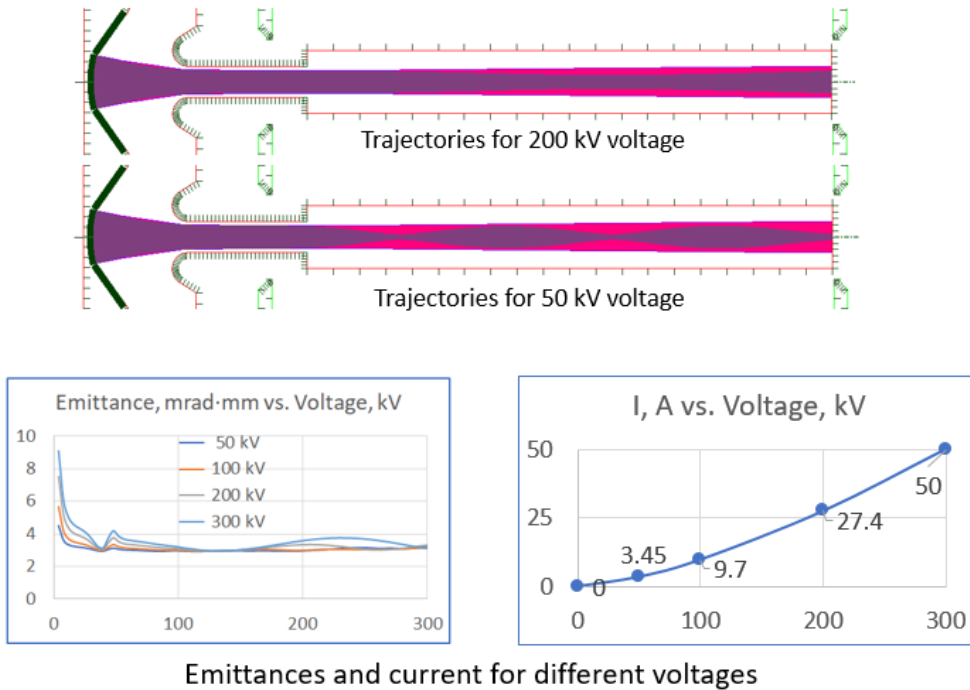 Trajectories for 200 kV voltage
Trajectories for 50 kV voltage
Emittance, mrad·mm vs. Voltage, kV
10
8
6
4
2
0
50 kV
100 kV
200 kV
300 kV
0 100 200 300
I, A vs. Voltage, kV
50
25
0
0
3.45
9.7
27.4
50
0 100 200 300
Emittances and current for different voltages